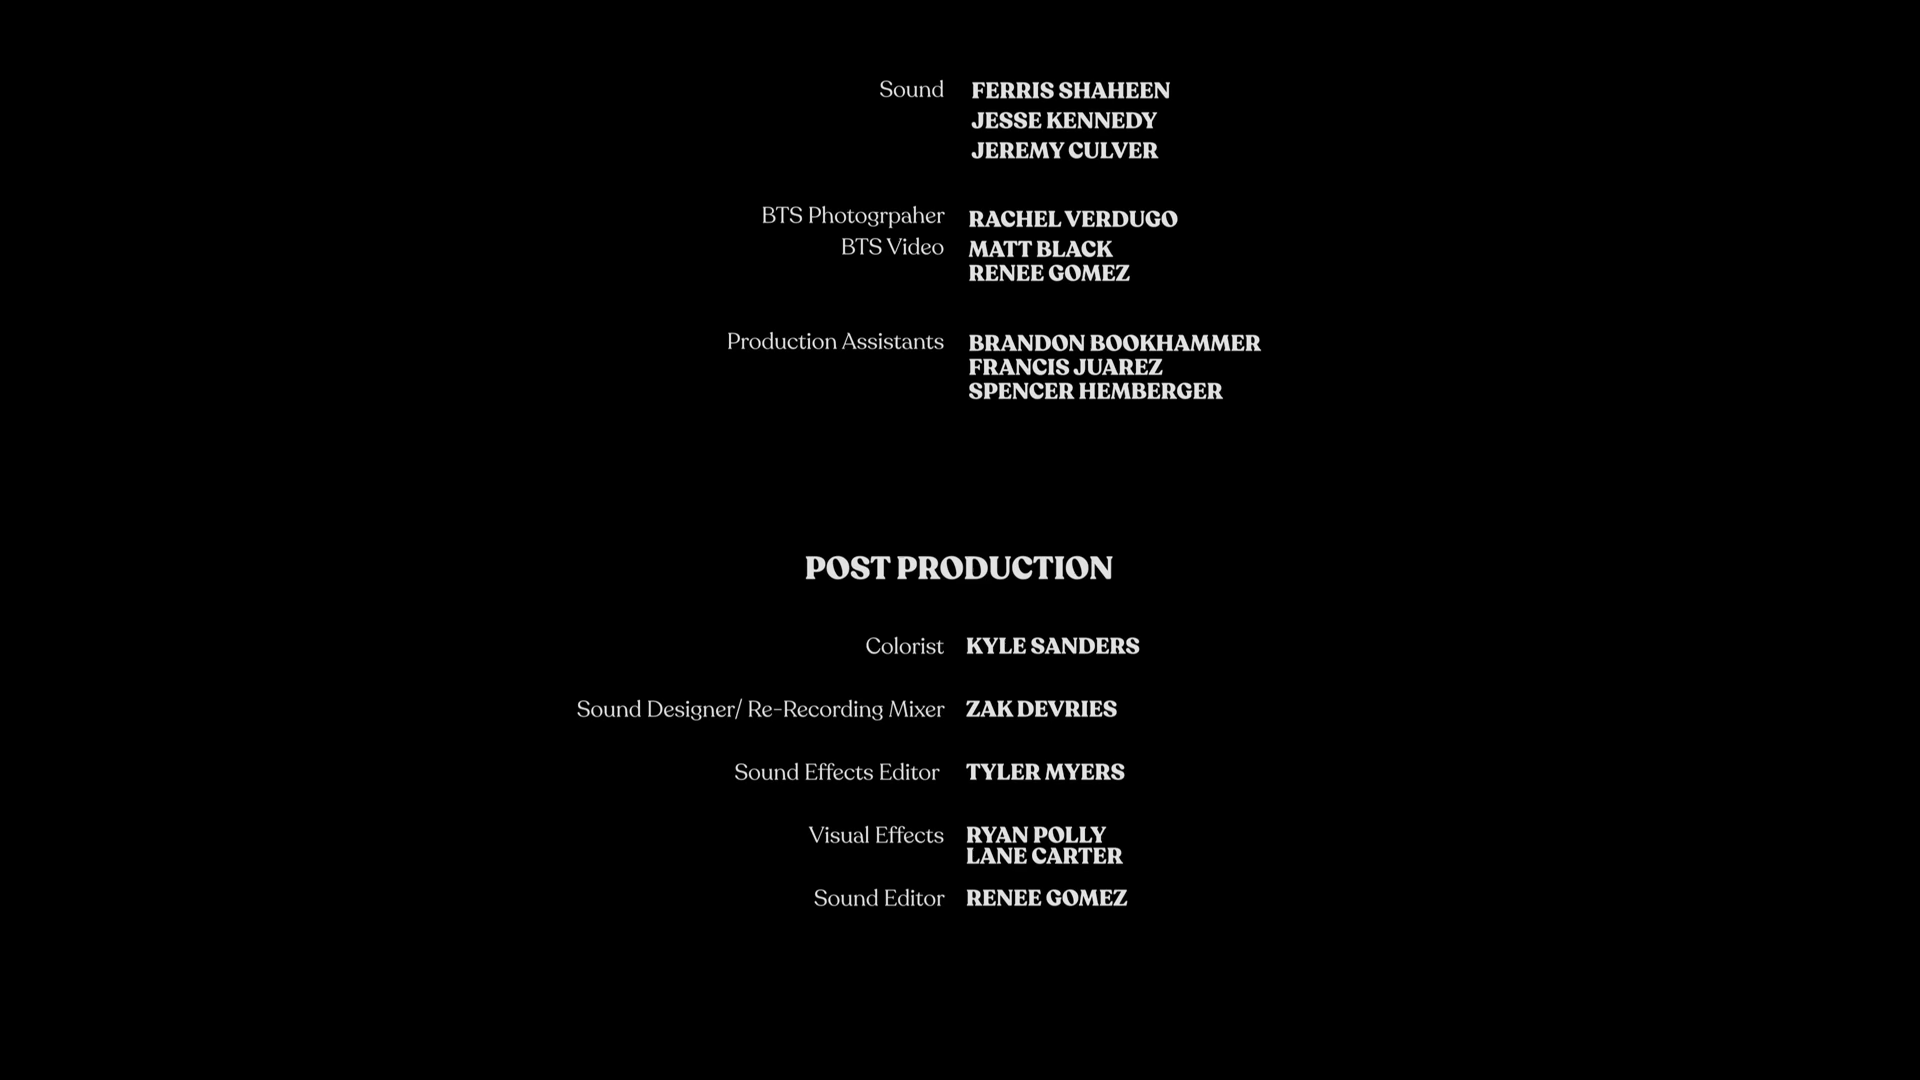 Sound FERRIS SHAHEEN
JESSE KENNEDY
JEREMY CULVER
BTS Photogrpaher RACHEL VERDUGO
BTS Video MATT BLACK
RENEE GOMEZ
Production Assistants BRANDON BOOKHAMMER
FRANCIS JUAREZ
SPENCER HEMBERGER
POST PRODUCTION
Colorist KYLE SANDERS
Sound Designer/ Re-Recording Mixer ZAK DEVRIES
Sound Effects Editor TYLER MYERS
Visual Effects RYAN POLLY
LANE CARTER
Sound Editor RENEE GOMEZ